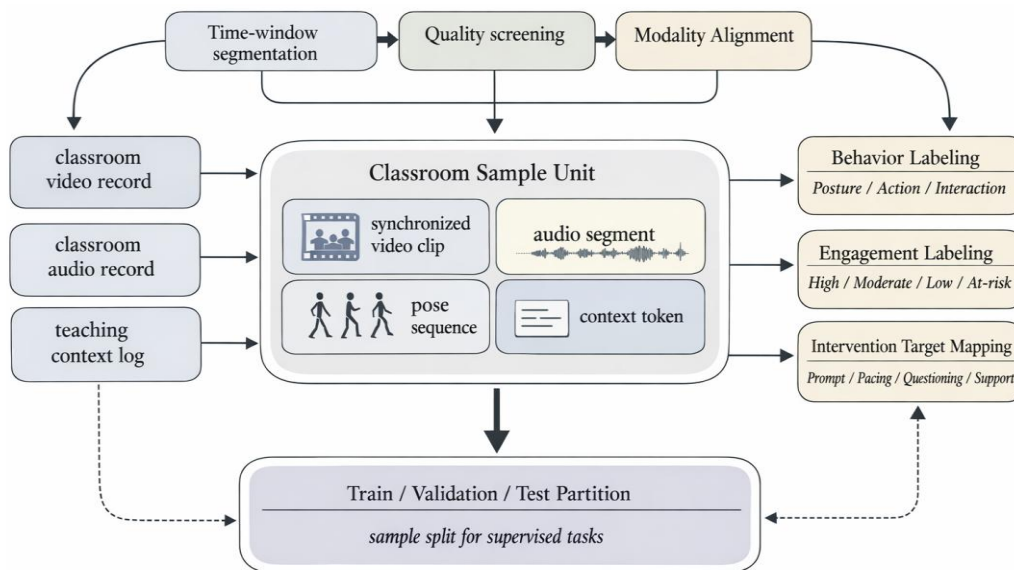 Time-window
segmentation
Quality screening
Modality Alignment
classroom
video record
classroom
audio record
teaching
context log
Classroom Sample Unit
synchronized
video clip
audio segment
pose
sequence
context token
Behavior Labeling
Posture / Action / Interaction
Engagement Labeling
High / Moderate / Low / At-risk
Intervention Target Mapping
Prompt / Pacing / Questioning / Support
Train / Validation / Test Partition
sample split for supervised tasks